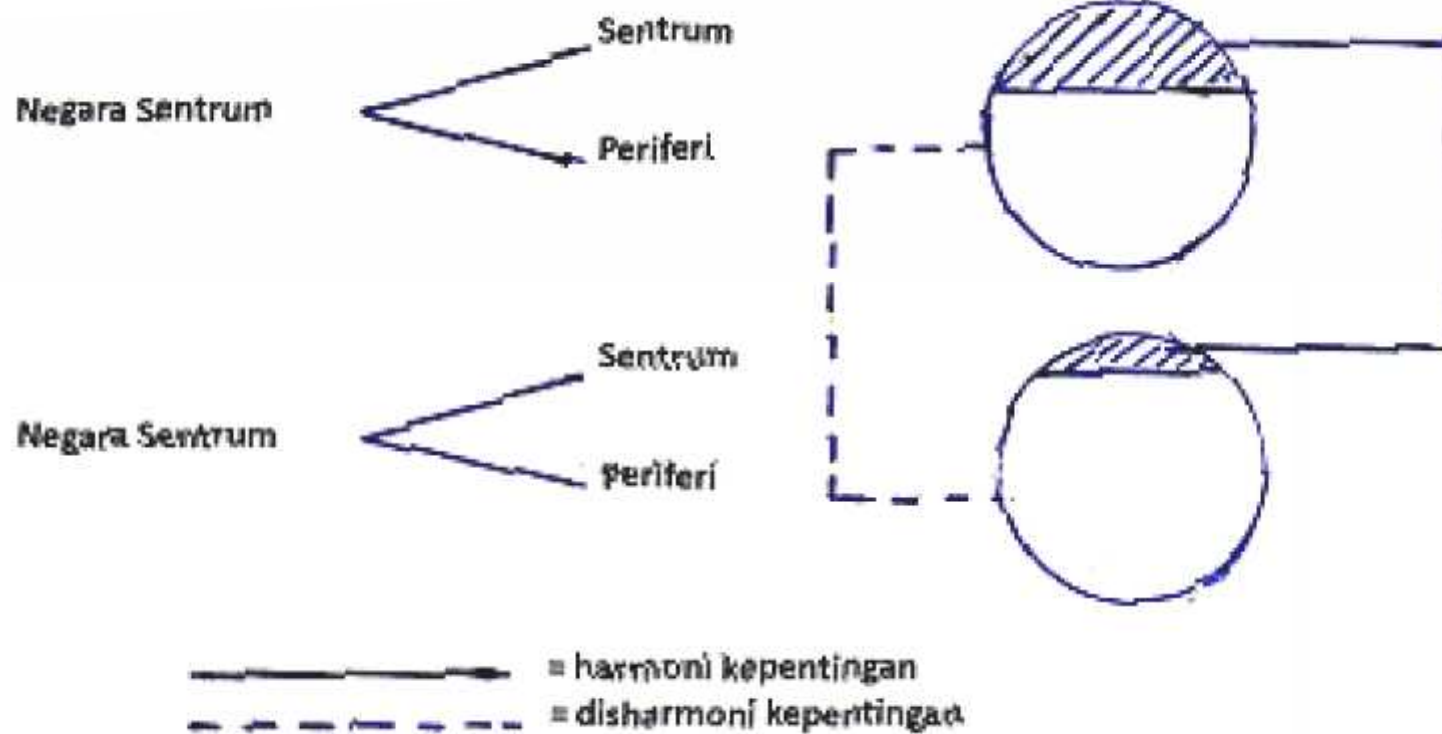 Sentrum
Negara Sentrum
Periferi
Sentrum
Negara Sentrum
Periferi
= harmoni kepentingan
= disharmoni kepentingan